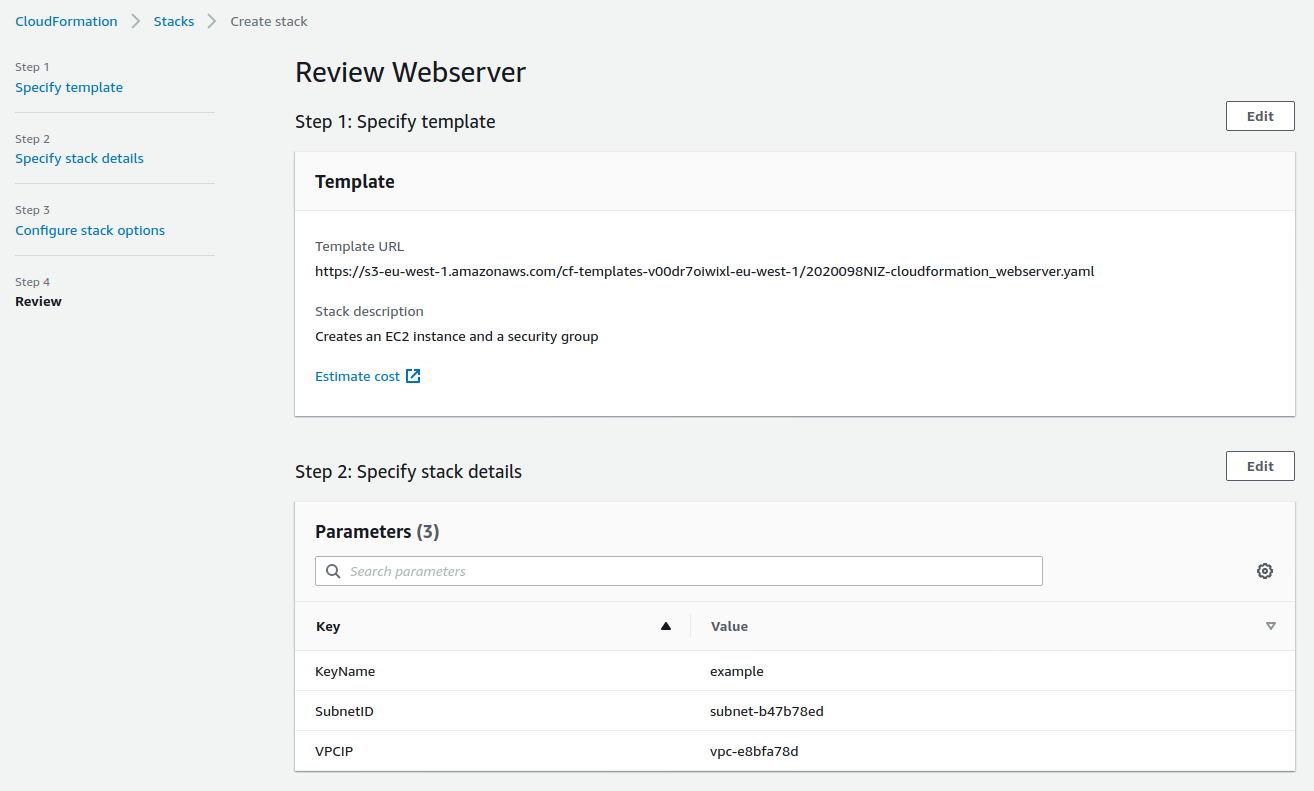 CloudFormation > Stacks > Create stack
Step 1
Specify template
Step 2
Specify stack details
Step 3
Configure stack options
Step 4
Review
Review Webserver
Step 1: Specify template
Edit
Template
Template URL
https://s3-eu-west-1.amazonaws.com/cf-templates-v00dr7oiwixl-eu-west-1/2020098NIZ-cloudformation_webserver.yaml
Stack description
Creates an EC2 instance and a security group
Estimate cost
Step 2: Specify stack details
Edit
Parameters (3)
Search parameters
Key Value
KeyName example
SubnetID subnet-b47b78ed
VPCIP vpc-e8bfa78d